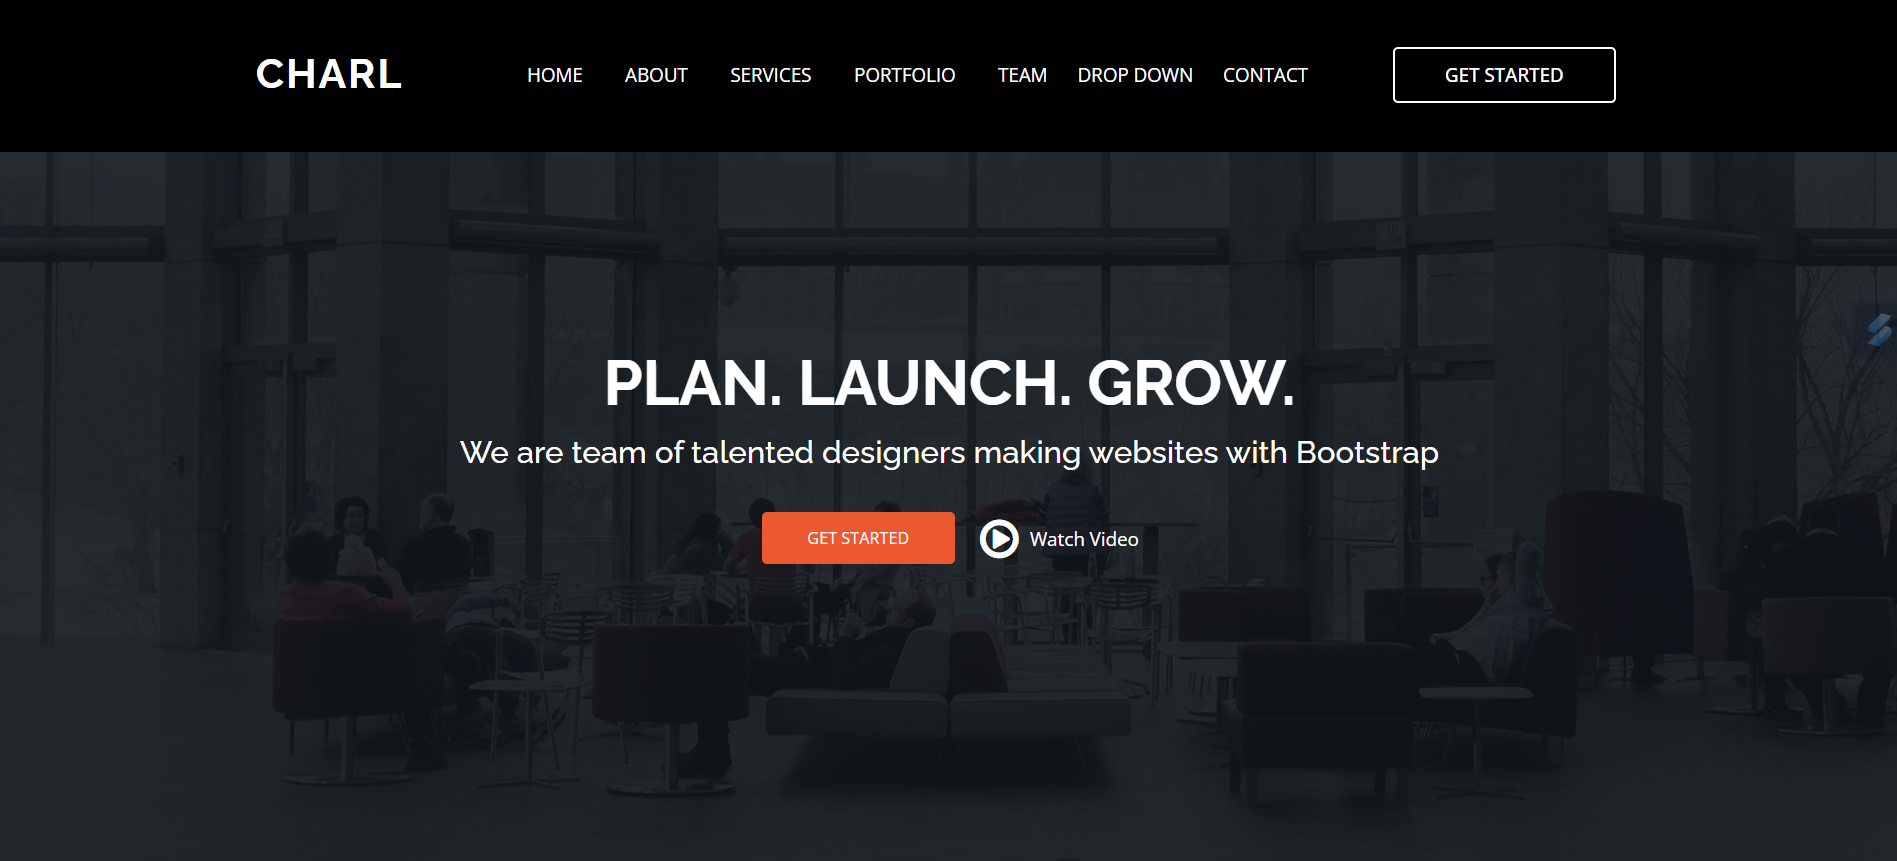 CHARL
HOME ABOUT SERVICES PORTFOLIO TEAM DROP DOWN CONTACT
GET STARTED
PLAN. LAUNCH. GROW.
We are team of talented designers making websites with Bootstrap
GET STARTED
Watch Video